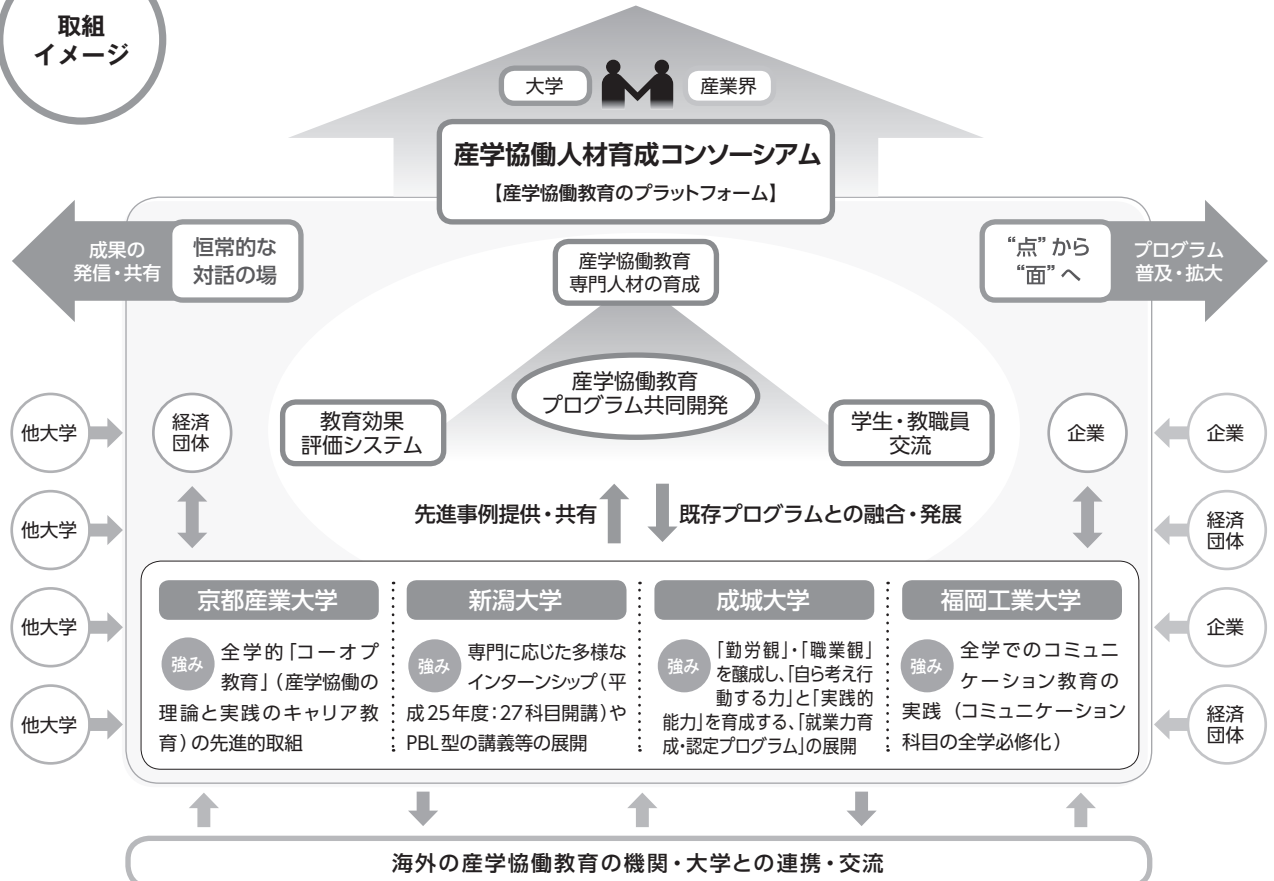 取組
イメージ
大学
産業界
産学協働人材育成コンソーシアム
【産学協働教育のプラットフォーム】
成果の
発信・共有
恒常的な
対話の場
産学協働教育
専門人材の育成
“点”から
“面”へ
プログラム
普及・拡大
産学協働教育
プログラム共同開発
教育効果
評価システム
学生・教職員
交流
他大学
経済
団体
企業
企業
他大学
先進事例提供・共有
既存プログラムとの融合・発展
経済
団体
京都産業大学
強み
全学的「コーオプ
教育」（産学協働の
理論と実践のキャリア教
育）の先進的取組
新潟大学
強み
専門に応じた多様な
インターンシップ（平
成25年度：27科目開講）や
PBL型の講義等の展開
成城大学
強み
「勤労観」・「職業観」
を醸成し、「自ら考え行
動する力」と「実践的
能力」を育成する、「就業力育
成・認定プログラム」の展開
福岡工業大学
強み
全学でのコミュニ
ケーション教育の
実践（コミュニケーション
科目の全学必修化）
他大学
企業
他大学
経済
団体
海外の産学協働教育の機関・大学との連携・交流